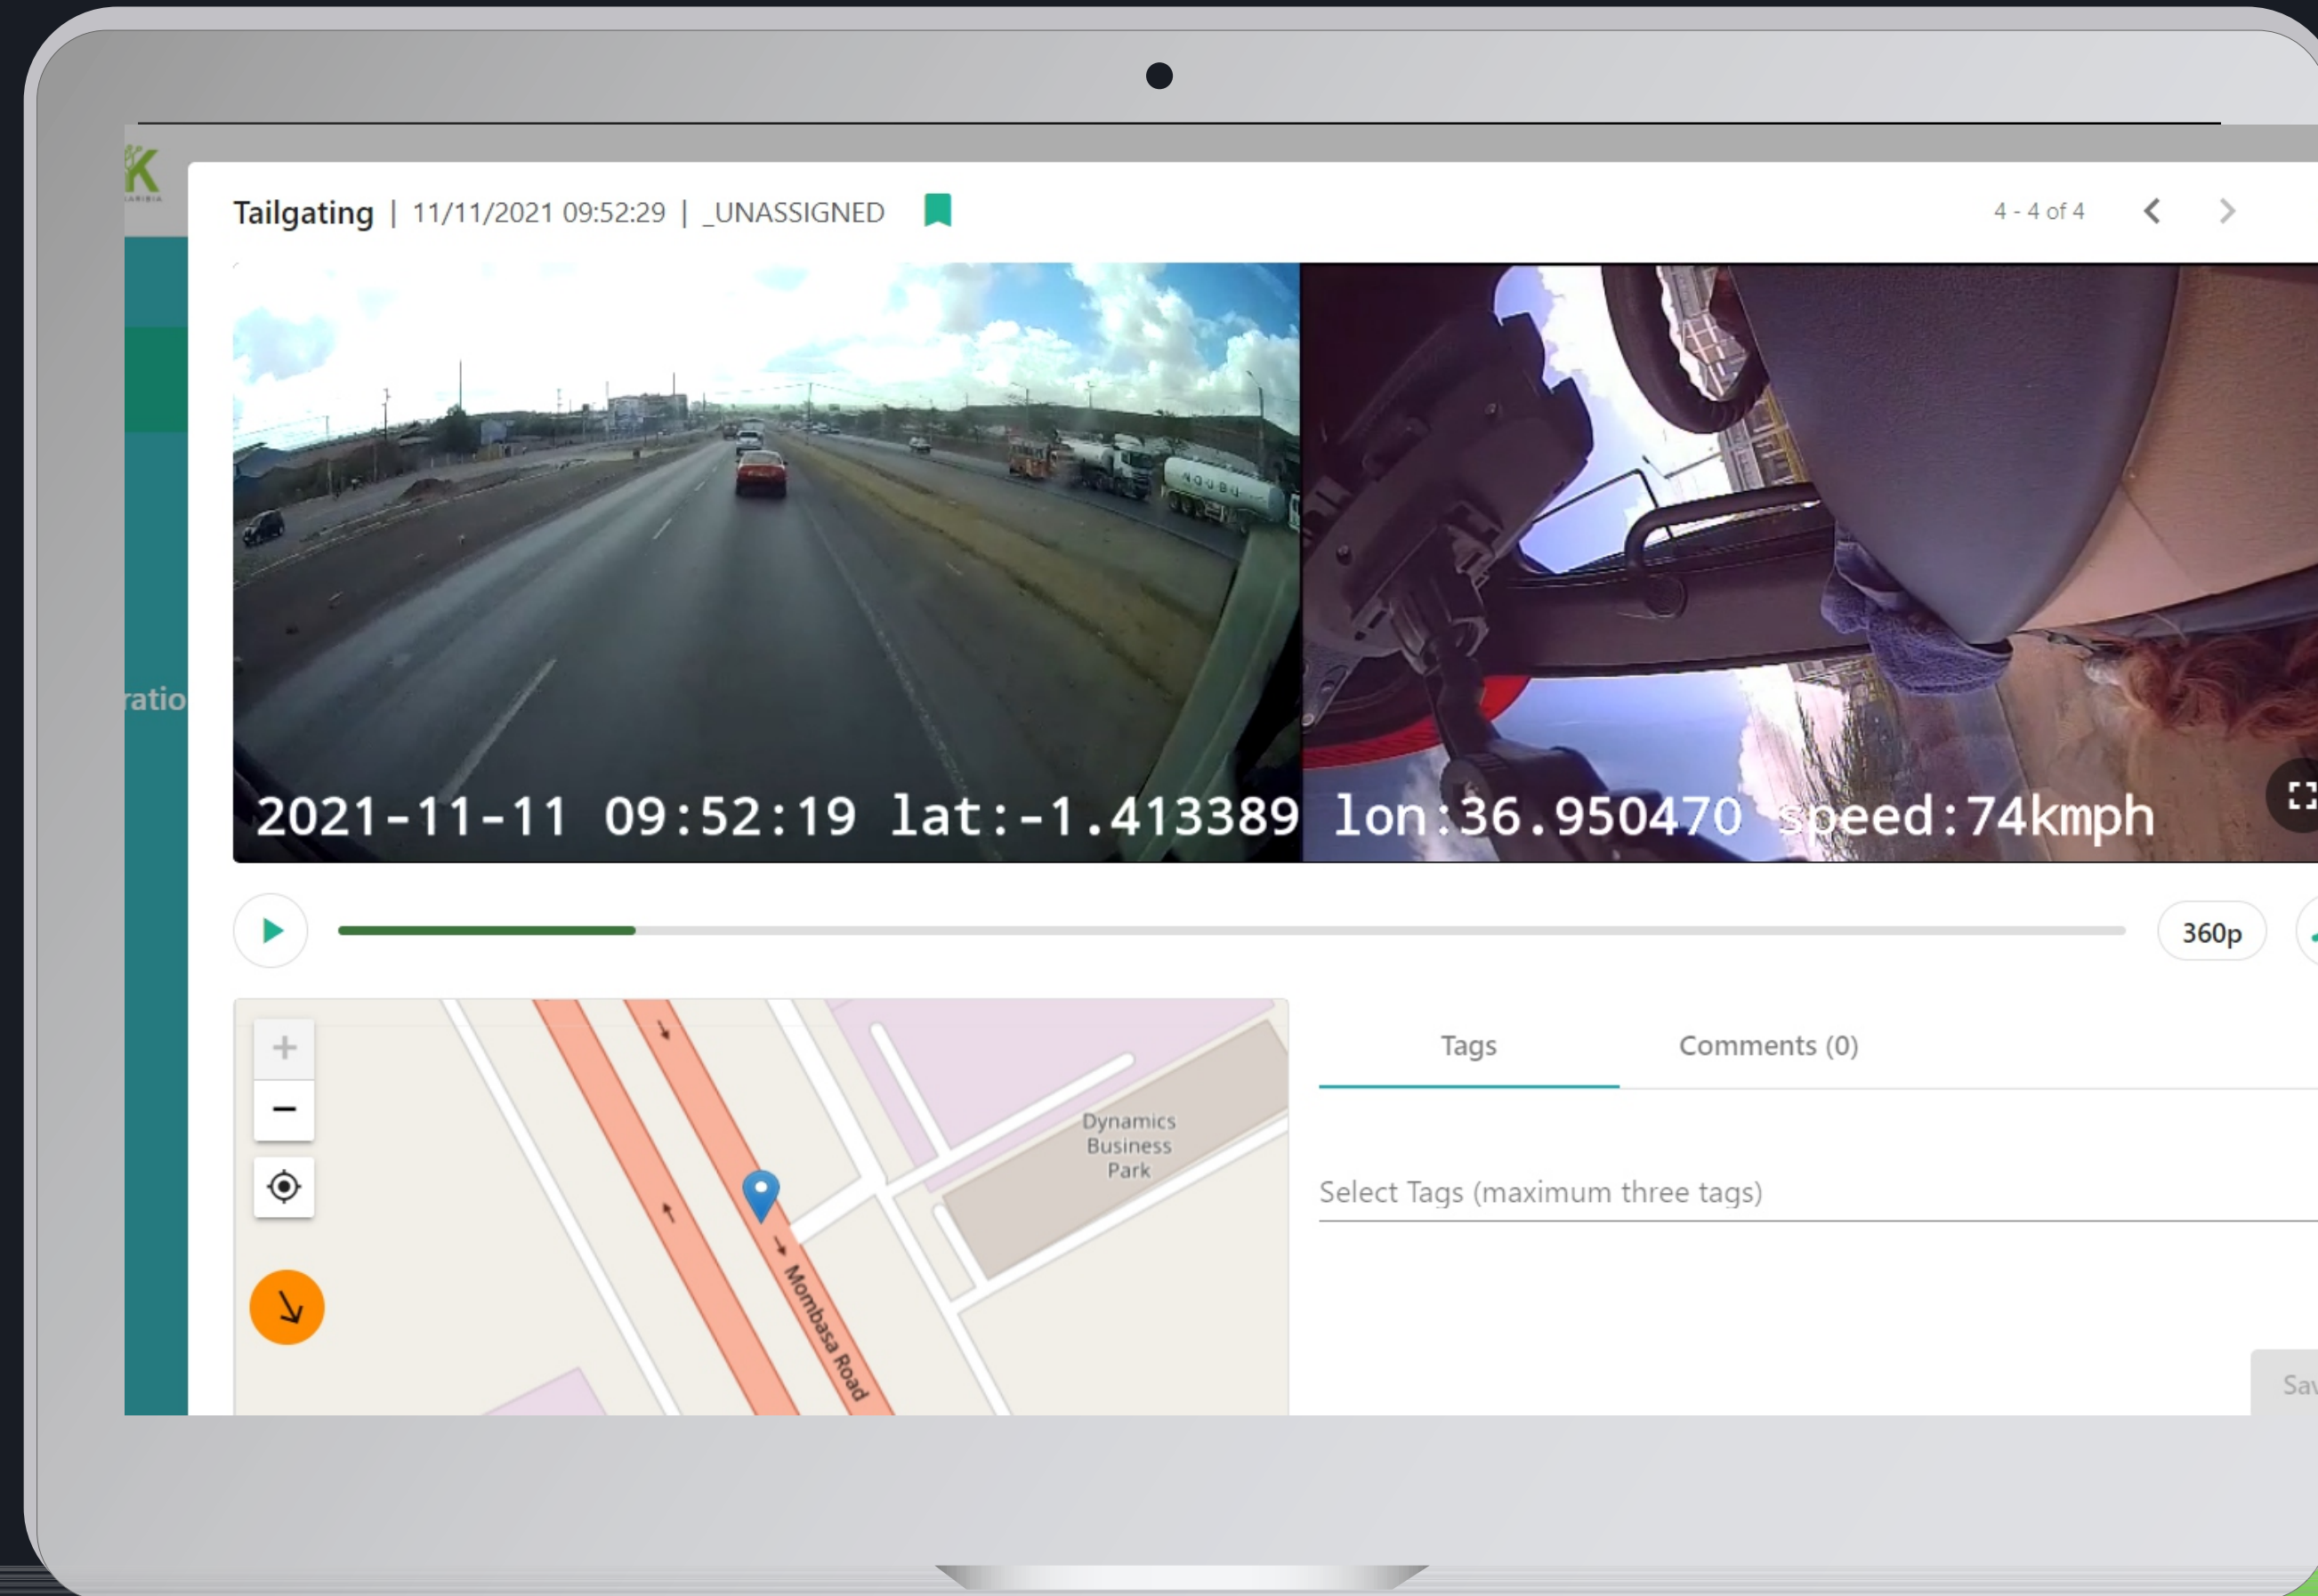 K
Tailgating | 11/11/2021 09:52:29 | _UNASSIGNED
4 - 4 of 4
2021-11-11 09:52:19 lat:-1.413389 lon:36.950470 speed:74kmph
ratio
360p
+
−
Dynamics
Business
Park
Mombasa Road
Tags
Comments (0)
Select Tags (maximum three tags)
Sav